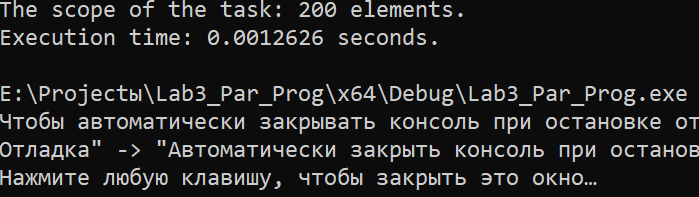 The scope of the task: 200 elements.
Execution time: 0.0012626 seconds.
E:\Projectы\Lab3_Par_Prog\x64\Debug\Lab3_Par_Prog.exe
Чтобы автоматически закрывать консоль при остановке от
Отладка" -> "Автоматически закрыть консоль при останов
Нажмите любую клавишу, чтобы закрыть это окно…